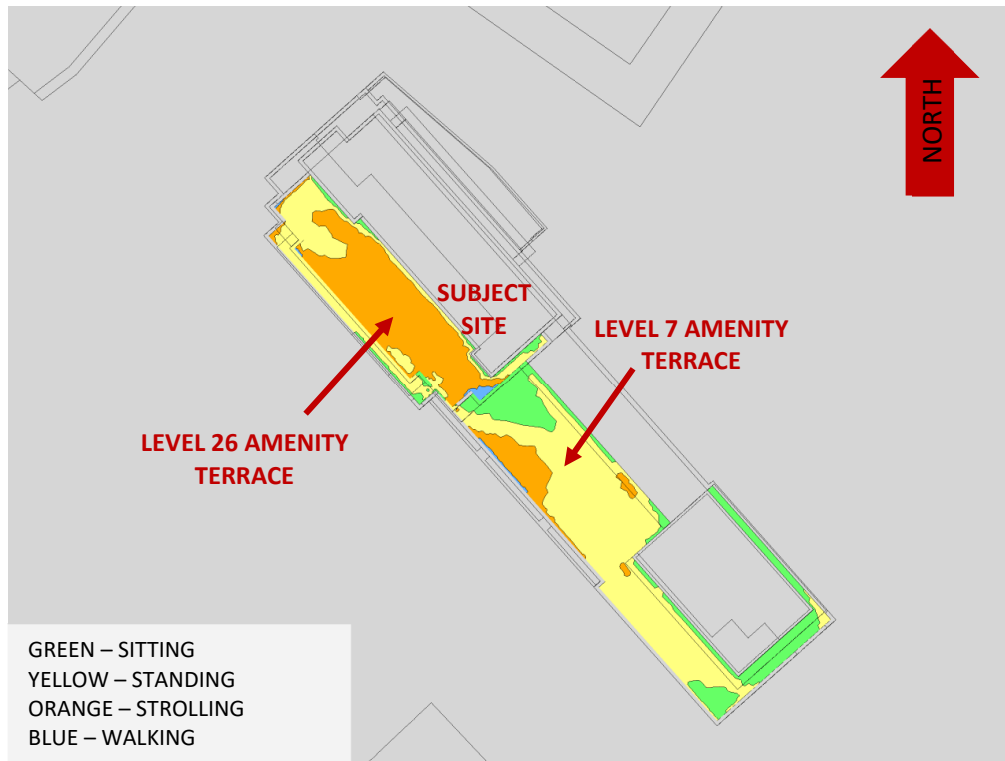 NORTH
SUBJECT
SITE
LEVEL 7 AMENITY
TERRACE
LEVEL 26 AMENITY
TERRACE
GREEN – SITTING
YELLOW – STANDING
ORANGE – STROLLING
BLUE – WALKING